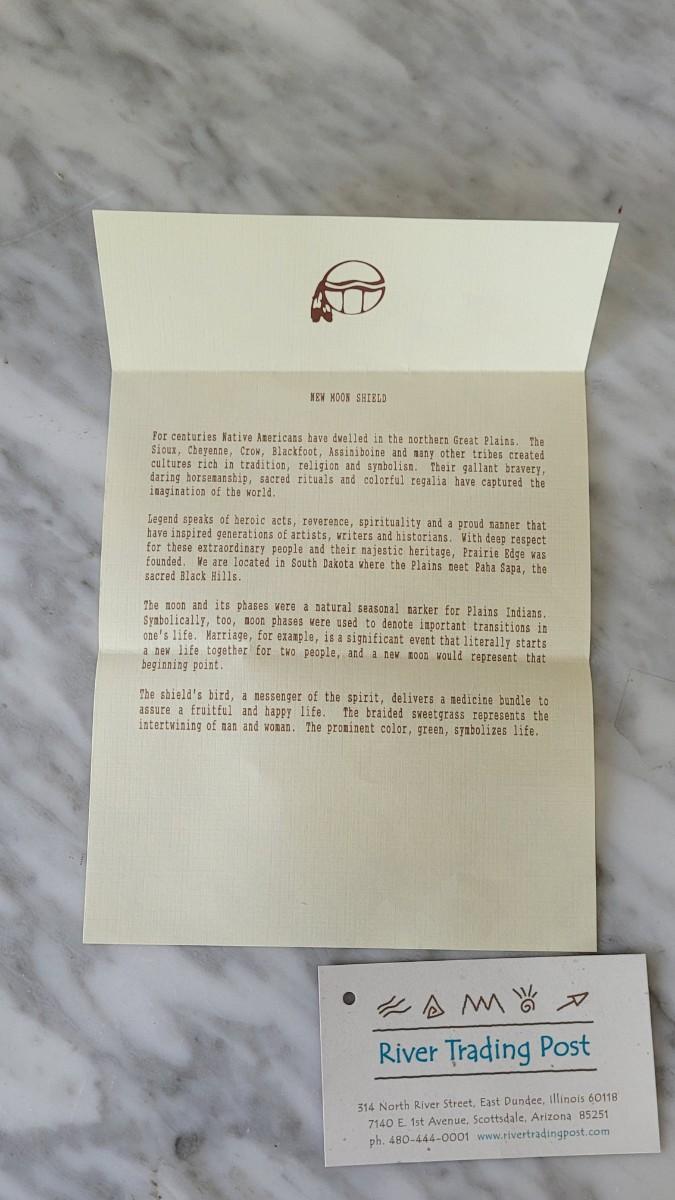 NEW MOON SHIELD
For centuries Native Americans have dwelled in the northern Great Plains. The
Sioux, Cheyenne, Crow, Blackfoot, Assiniboine and many other tribes created
cultures rich in tradition, religion and symbolism. Their gallant bravery,
daring horsemanship, sacred rituals and colorful regalia have captured the
imagination of the world.
Legend speaks of heroic acts, reverence, spirituality and a proud manner that
have inspired generations of artists, writers and historians. With deep respect
for these extraordinary people and their majestic heritage, Prairie Edge was
founded. We are located in South Dakota where the Plains meet Paha Sapa, the
sacred Black Hills.
The moon and its phases were a natural seasonal marker for Plains Indians.
Symbolically, too, moon phases were used to denote important transitions in
one's life. Marriage, for example, is a significant event that literally starts
a new life together for two people, and a new moon would represent that
beginning point.
The shield's bird, a messenger of the spirit, delivers a medicine bundle to
assure a fruitful and happy life. The braided sweetgrass represents the
intertwining of man and woman. The prominent color, green, symbolizes life.
River Trading Post
314 North River Street, East Dundee, Illinois 60118
7140 E. 1st Avenue, Scottsdale, Arizona 85251
ph. 480-444-0001 www.rivertradingpost.com